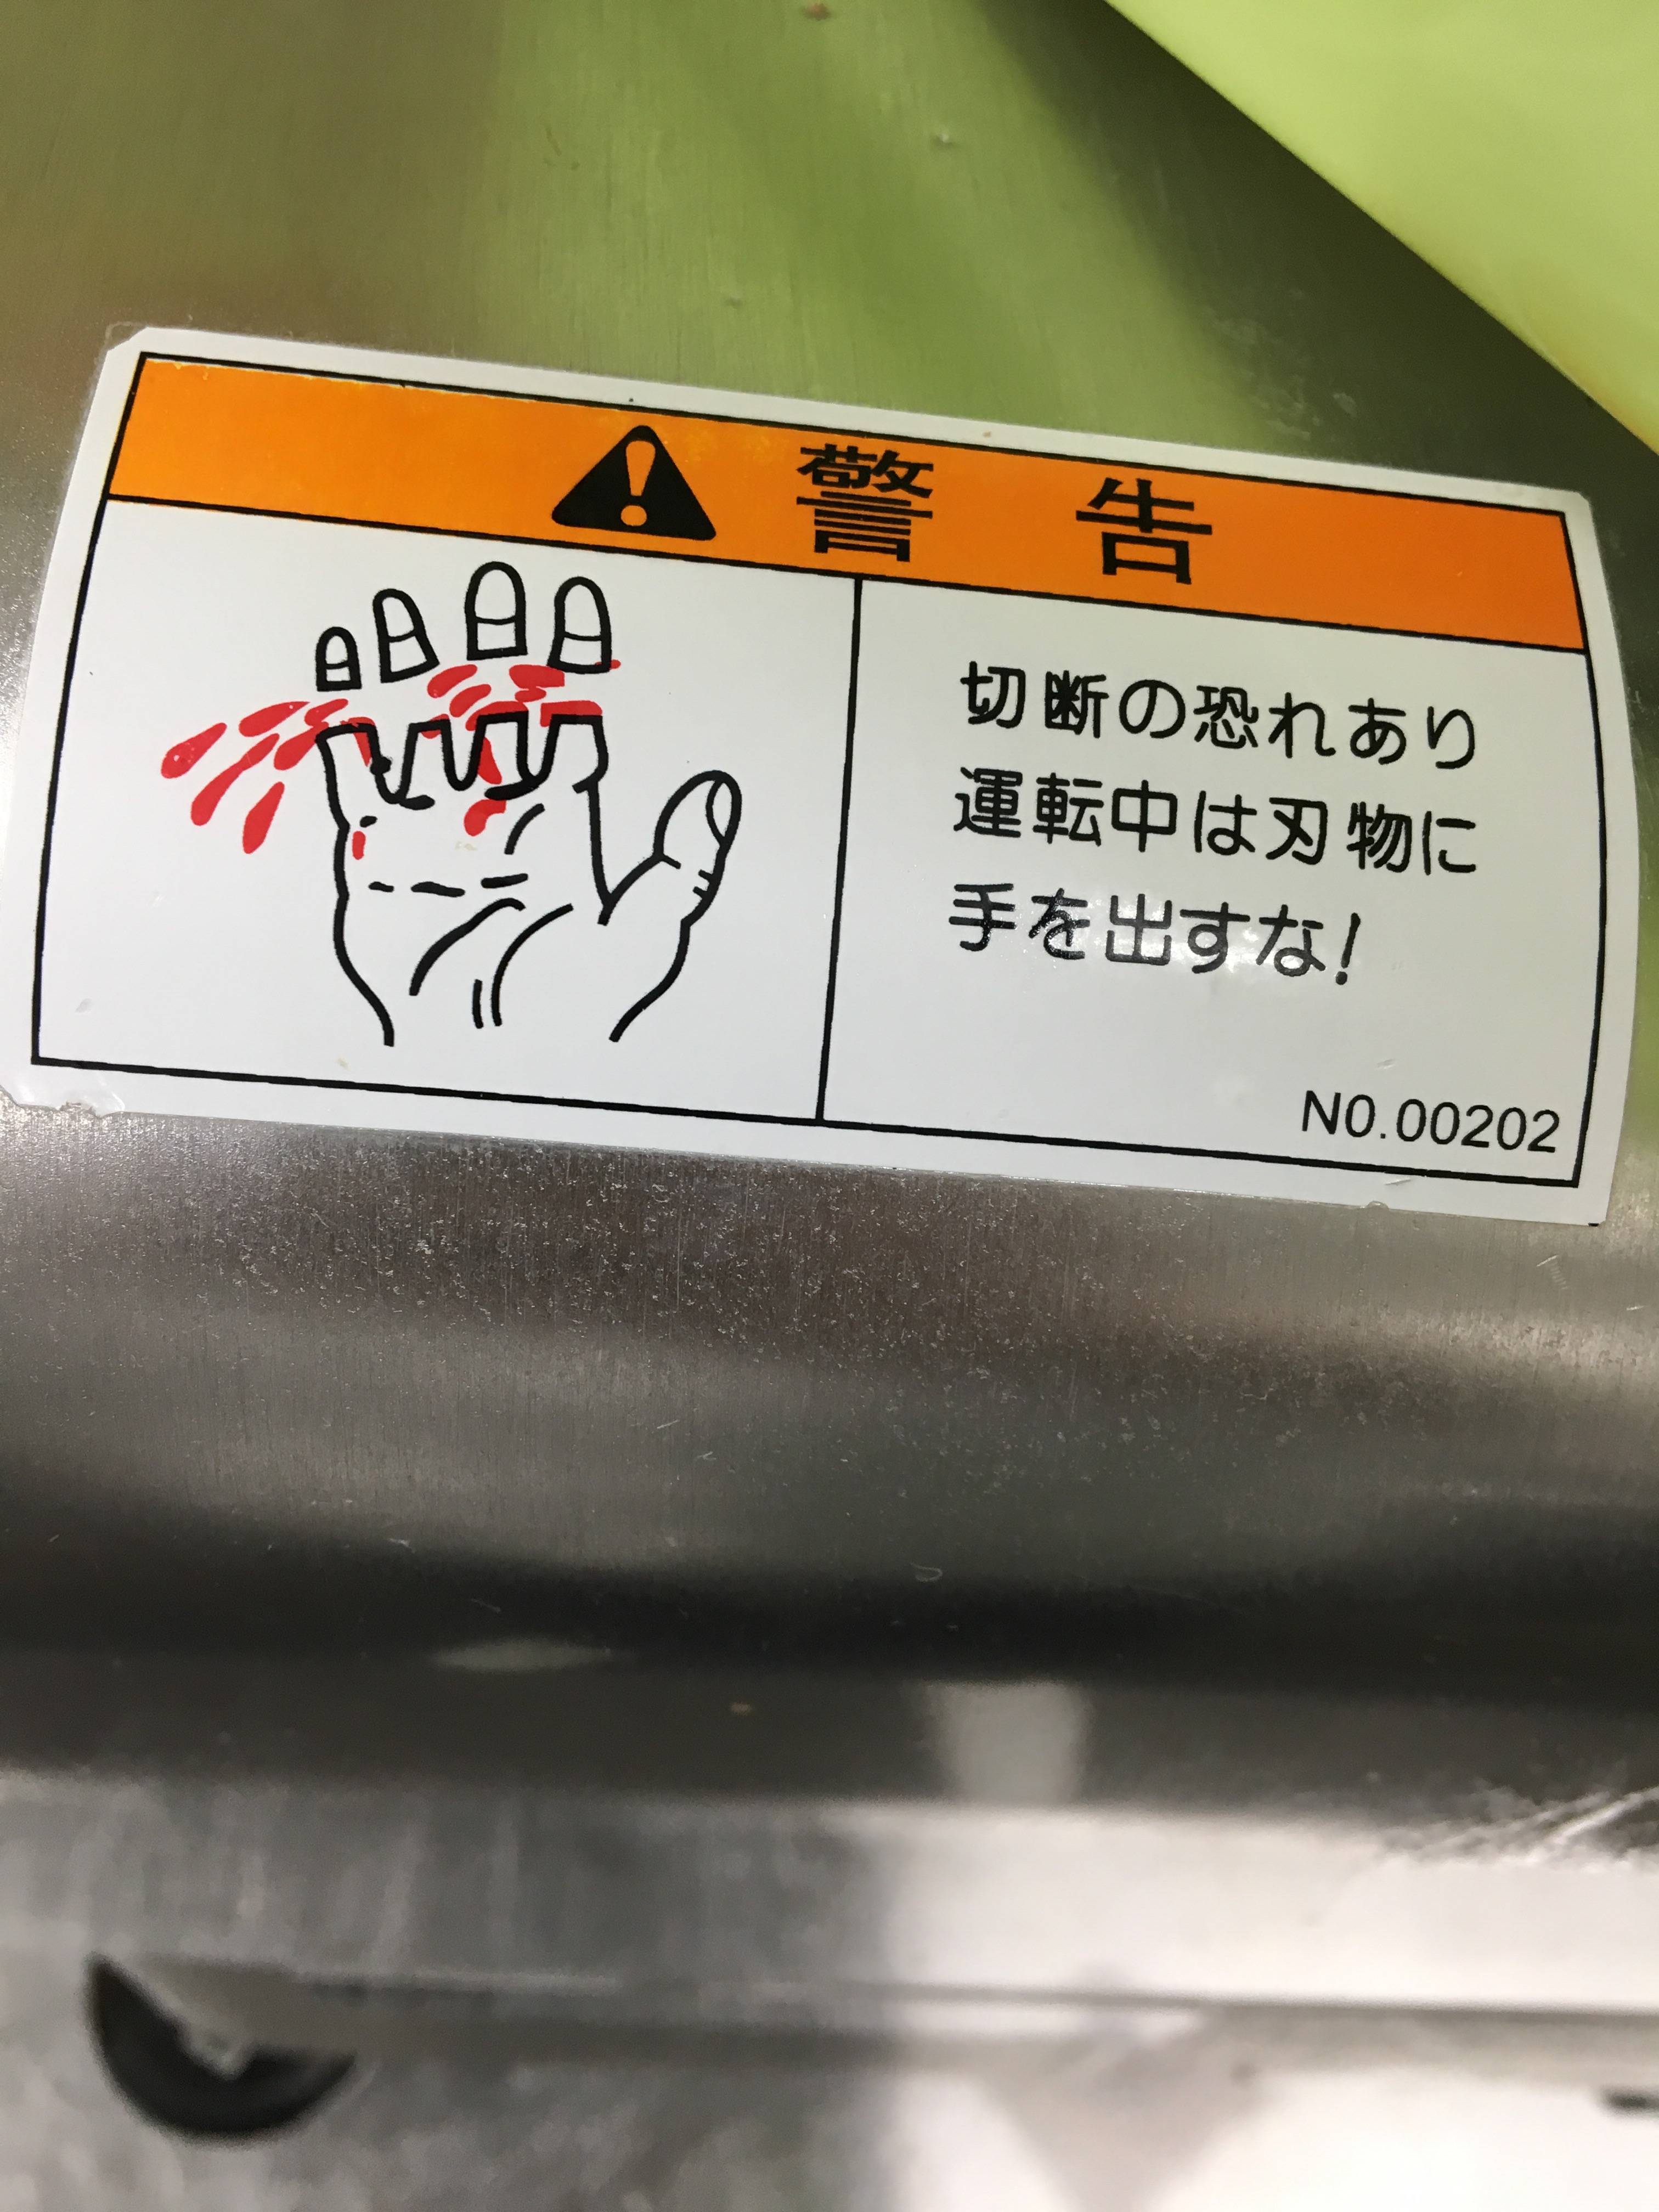 警告
切断の恐れあり
運転中は刃物に
手を出すな!
NO.00202